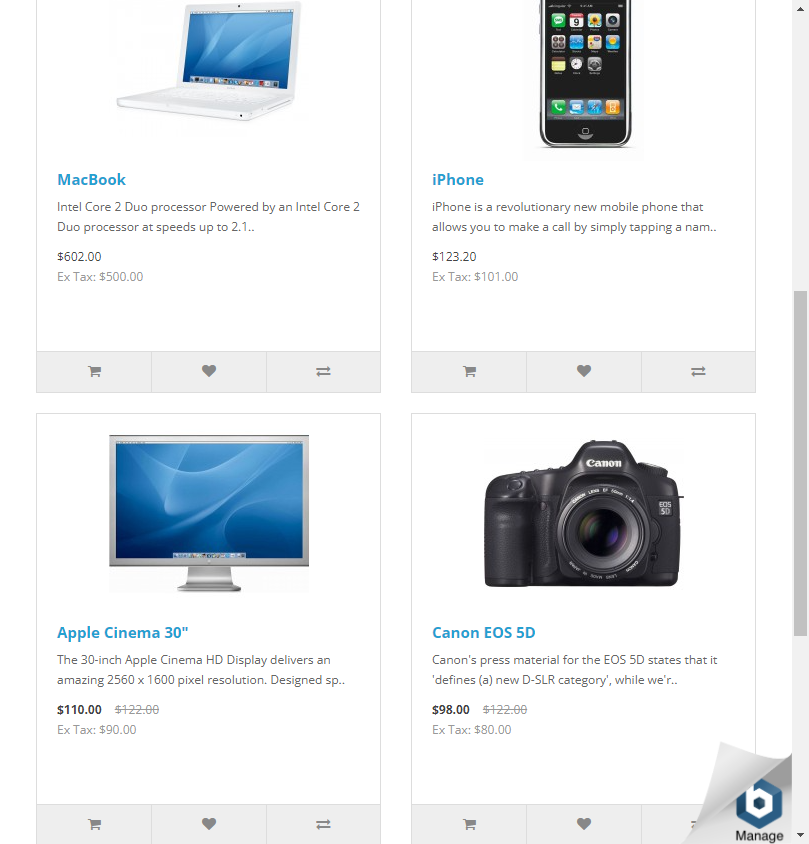 MacBook
Intel Core 2 Duo processor Powered by an Intel Core 2
Duo processor at speeds up to 2.1..
$602.00
Ex Tax: $500.00
iPhone
iPhone is a revolutionary new mobile phone that
allows you to make a call by simply tapping a nam..
$123.20
Ex Tax: $101.00
Canon
EOS
5D
Apple Cinema 30"
The 30-inch Apple Cinema HD Display delivers an
amazing 2560 x 1600 pixel resolution. Designed sp..
$110.00 $122.00
Ex Tax: $90.00
Canon EOS 5D
Canon's press material for the EOS 5D states that it
'defines (a) new D-SLR category', while we'r..
$98.00 $122.00
Ex Tax: $80.00
b
Manage